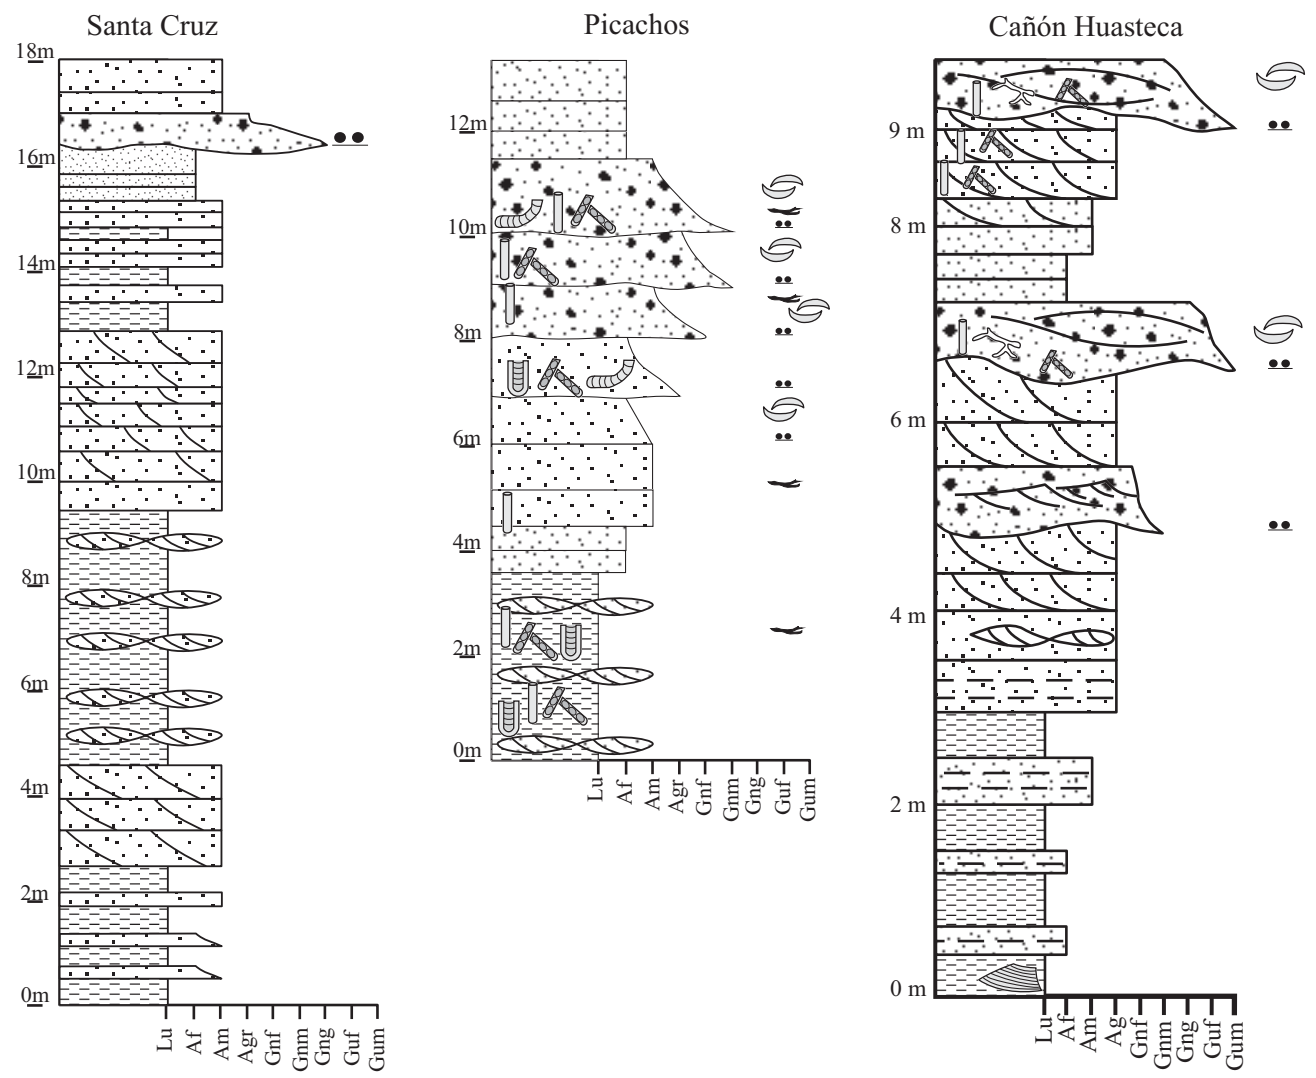 Santa Cruz
18m
16m
14m
12m
10m
8m
6m
4m
2m
0m
Lu
Af
Am
Agr
Gnf
Gnm
Gng
Guf
Gum
Picachos
12m
10m
8m
6m
4m
2m
0m
Lu
Af
Am
Agr
Gnf
Gnm
Gng
Guf
Gum
Cañón Huasteca
9 m
8 m
6 m
4 m
2 m
0 m
Lu
Af
Am
Ag
Gnf
Gnm
Gng
Guf
Gum